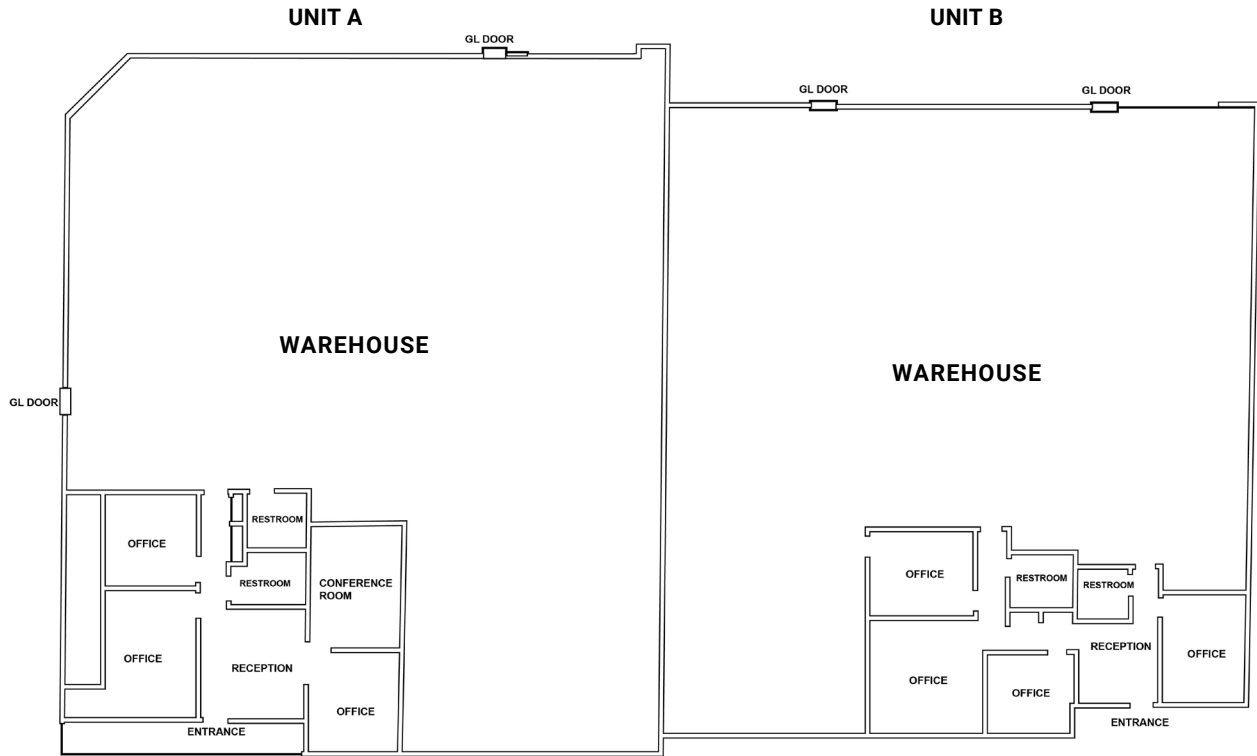 UNIT A
UNIT B
GL DOOR
GL DOOR
GL DOOR
WAREHOUSE
WAREHOUSE
GL DOOR
RESTROOM
OFFICE
OFFICE
RESTROOM
RESTROOM
RESTROOM
CONFERENCE
ROOM
RECEPTION
OFFICE
OFFICE
RECEPTION
OFFICE
OFFICE
OFFICE
OFFICE
ENTRANCE
ENTRANCE